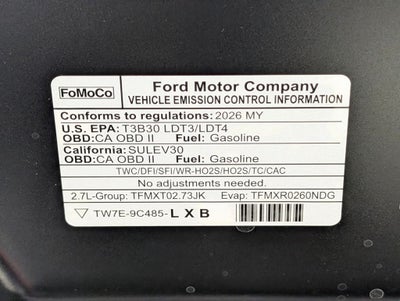 FoMoCo
Ford Motor Company
VEHICLE EMISSION CONTROL INFORMATION
Conforms to regulations: 2026 MY
U.S. EPA: T3B30 LDT3/LDT4
OBD:CA OBD II Fuel: Gasoline
California: SULEV30
OBD:CA OBD II Fuel: Gasoline
TWC/DFI/SFI/WR-HO2S/HO2S/TC/CAC
No adjustments needed.
2.7L-Group: TFMXT02.73JK Evap: TFMXR0260NDG
TW7E-9C485- L X B